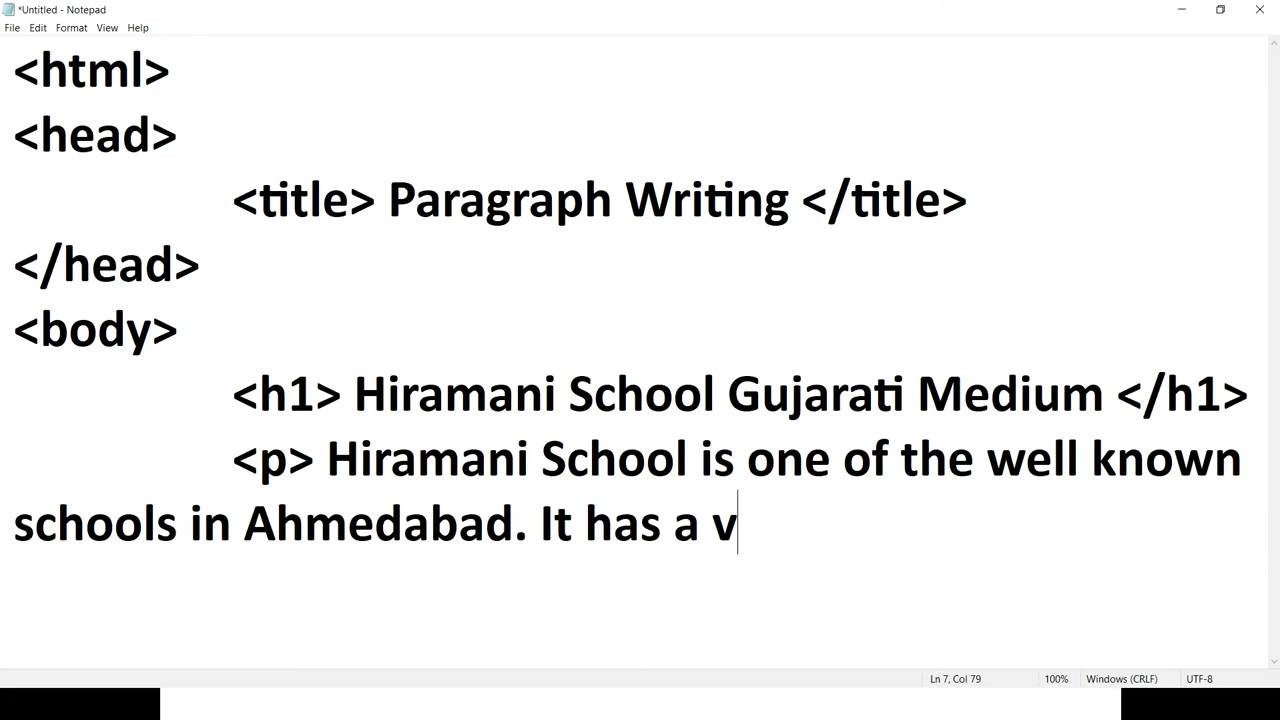 *Untitled - Notepad
File Edit Format View Help
<html>
<head>
<title> Paragraph Writing </title>
</head>
<body>
<h1> Hiramani School Gujarati Medium </h1>
<p> Hiramani School is one of the well known
schools in Ahmedabad. It has a v
Ln 7, Col 79 100% Windows (CRLF) UTF-8